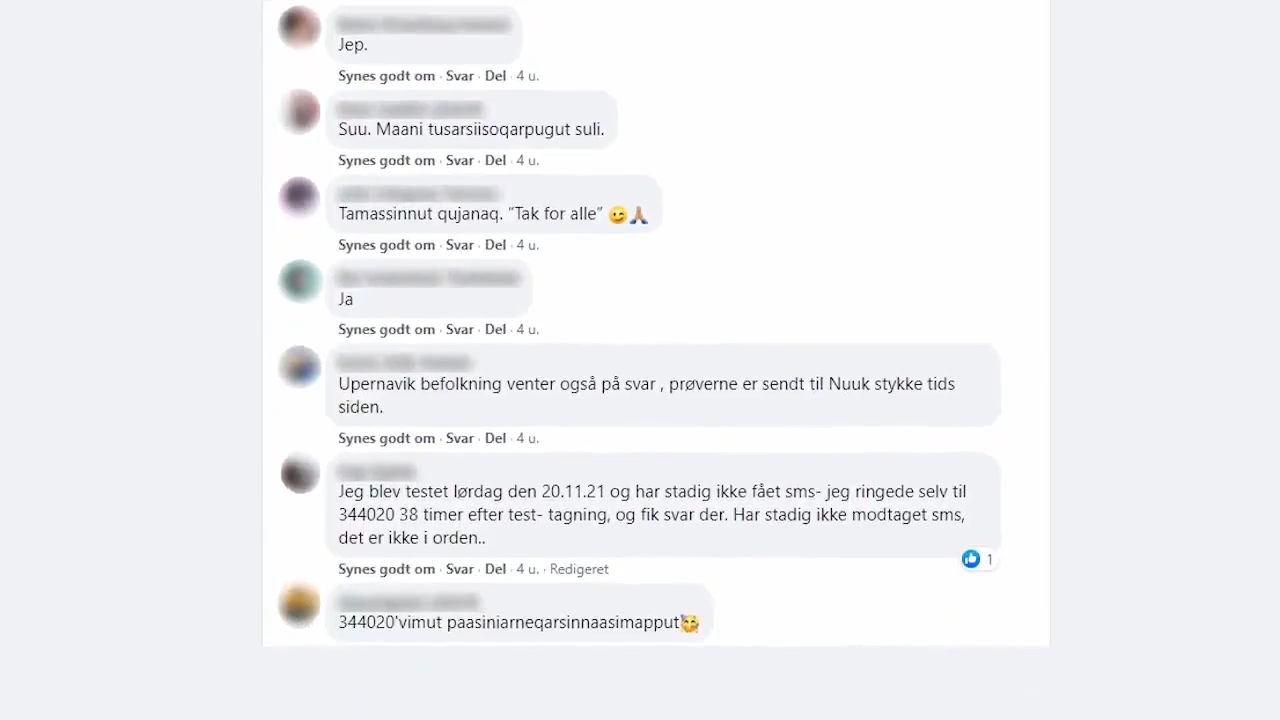 Jep.
Synes godt om · Svar · Del · 4 u.
Suu. Maani tusarsiisoqarpugut suli.
Synes godt om · Svar · Del · 4 u.
Tamassinnut qujanaq. “Tak for alle” 😉🙏🏽
Synes godt om · Svar · Del · 4 u.
Ja
Synes godt om · Svar · Del · 4 u.
Upernavik befolkning venter også på svar , prøverne er sendt til Nuuk stykke tids
siden.
Synes godt om · Svar · Del · 4 u.
Jeg blev testet lørdag den 20.11.21 og har stadig ikke fået sms- jeg ringede selv til
344020 38 timer efter test- tagning, og fik svar der. Har stadig ikke modtaget sms,
det er ikke i orden..
1
Synes godt om · Svar · Del · 4 u. · Redigeret
344020'vimut paasiniarneqarsinnaasimapput🥰